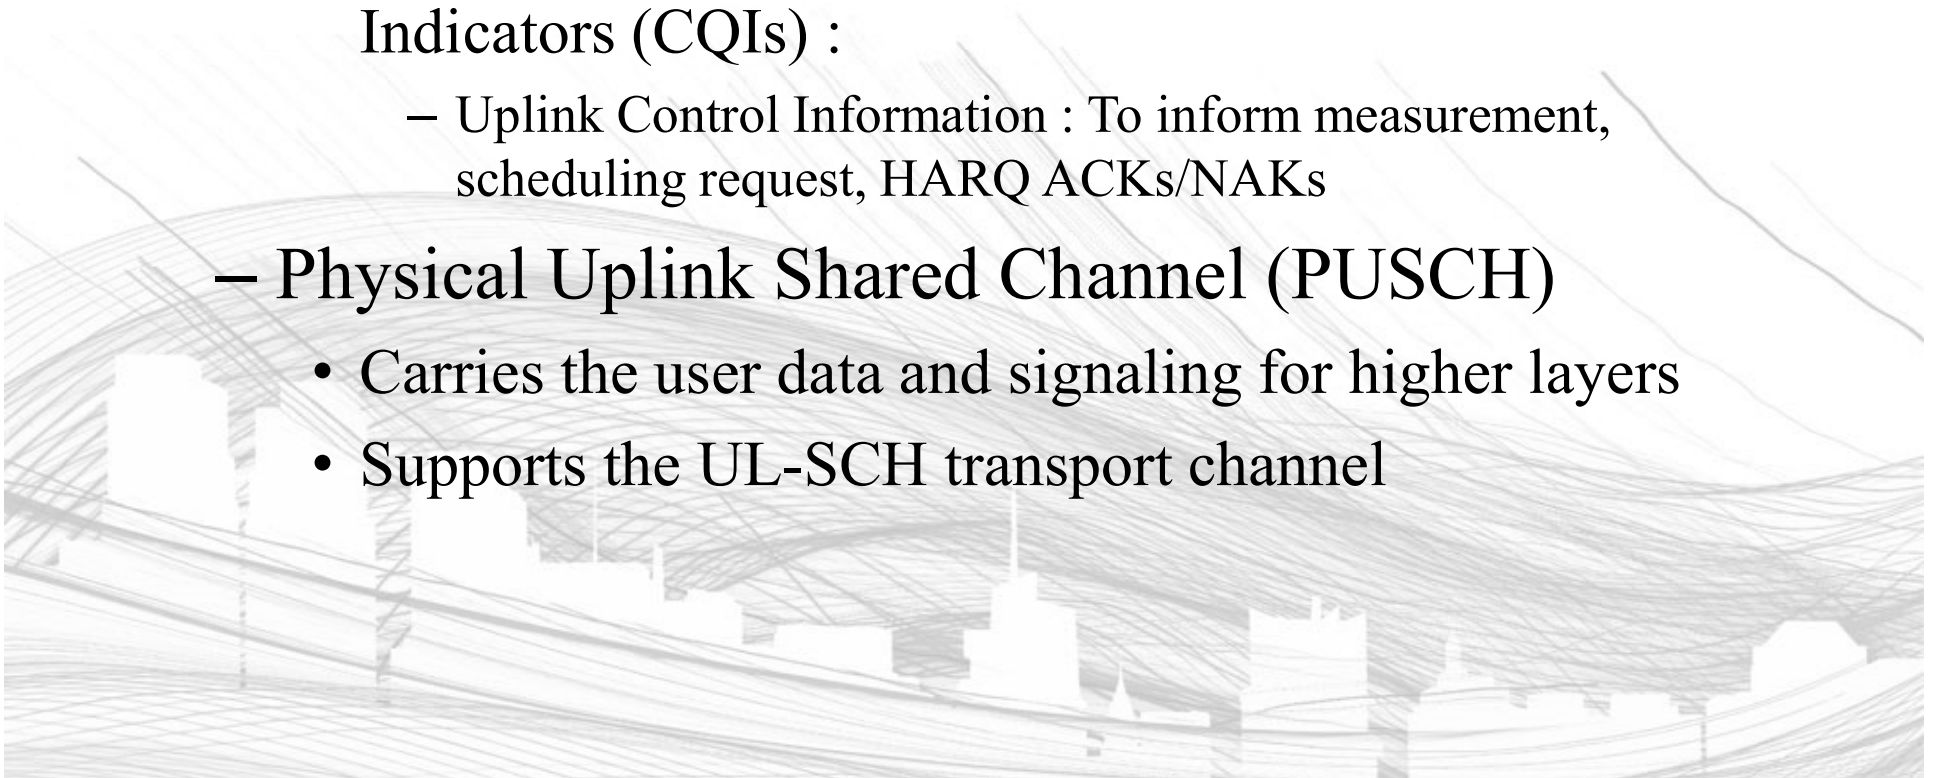 Indicators (CQIs) :
– Uplink Control Information : To inform measurement,
scheduling request, HARQ ACKs/NAKs
– Physical Uplink Shared Channel (PUSCH)
• Carries the user data and signaling for higher layers
• Supports the UL-SCH transport channel